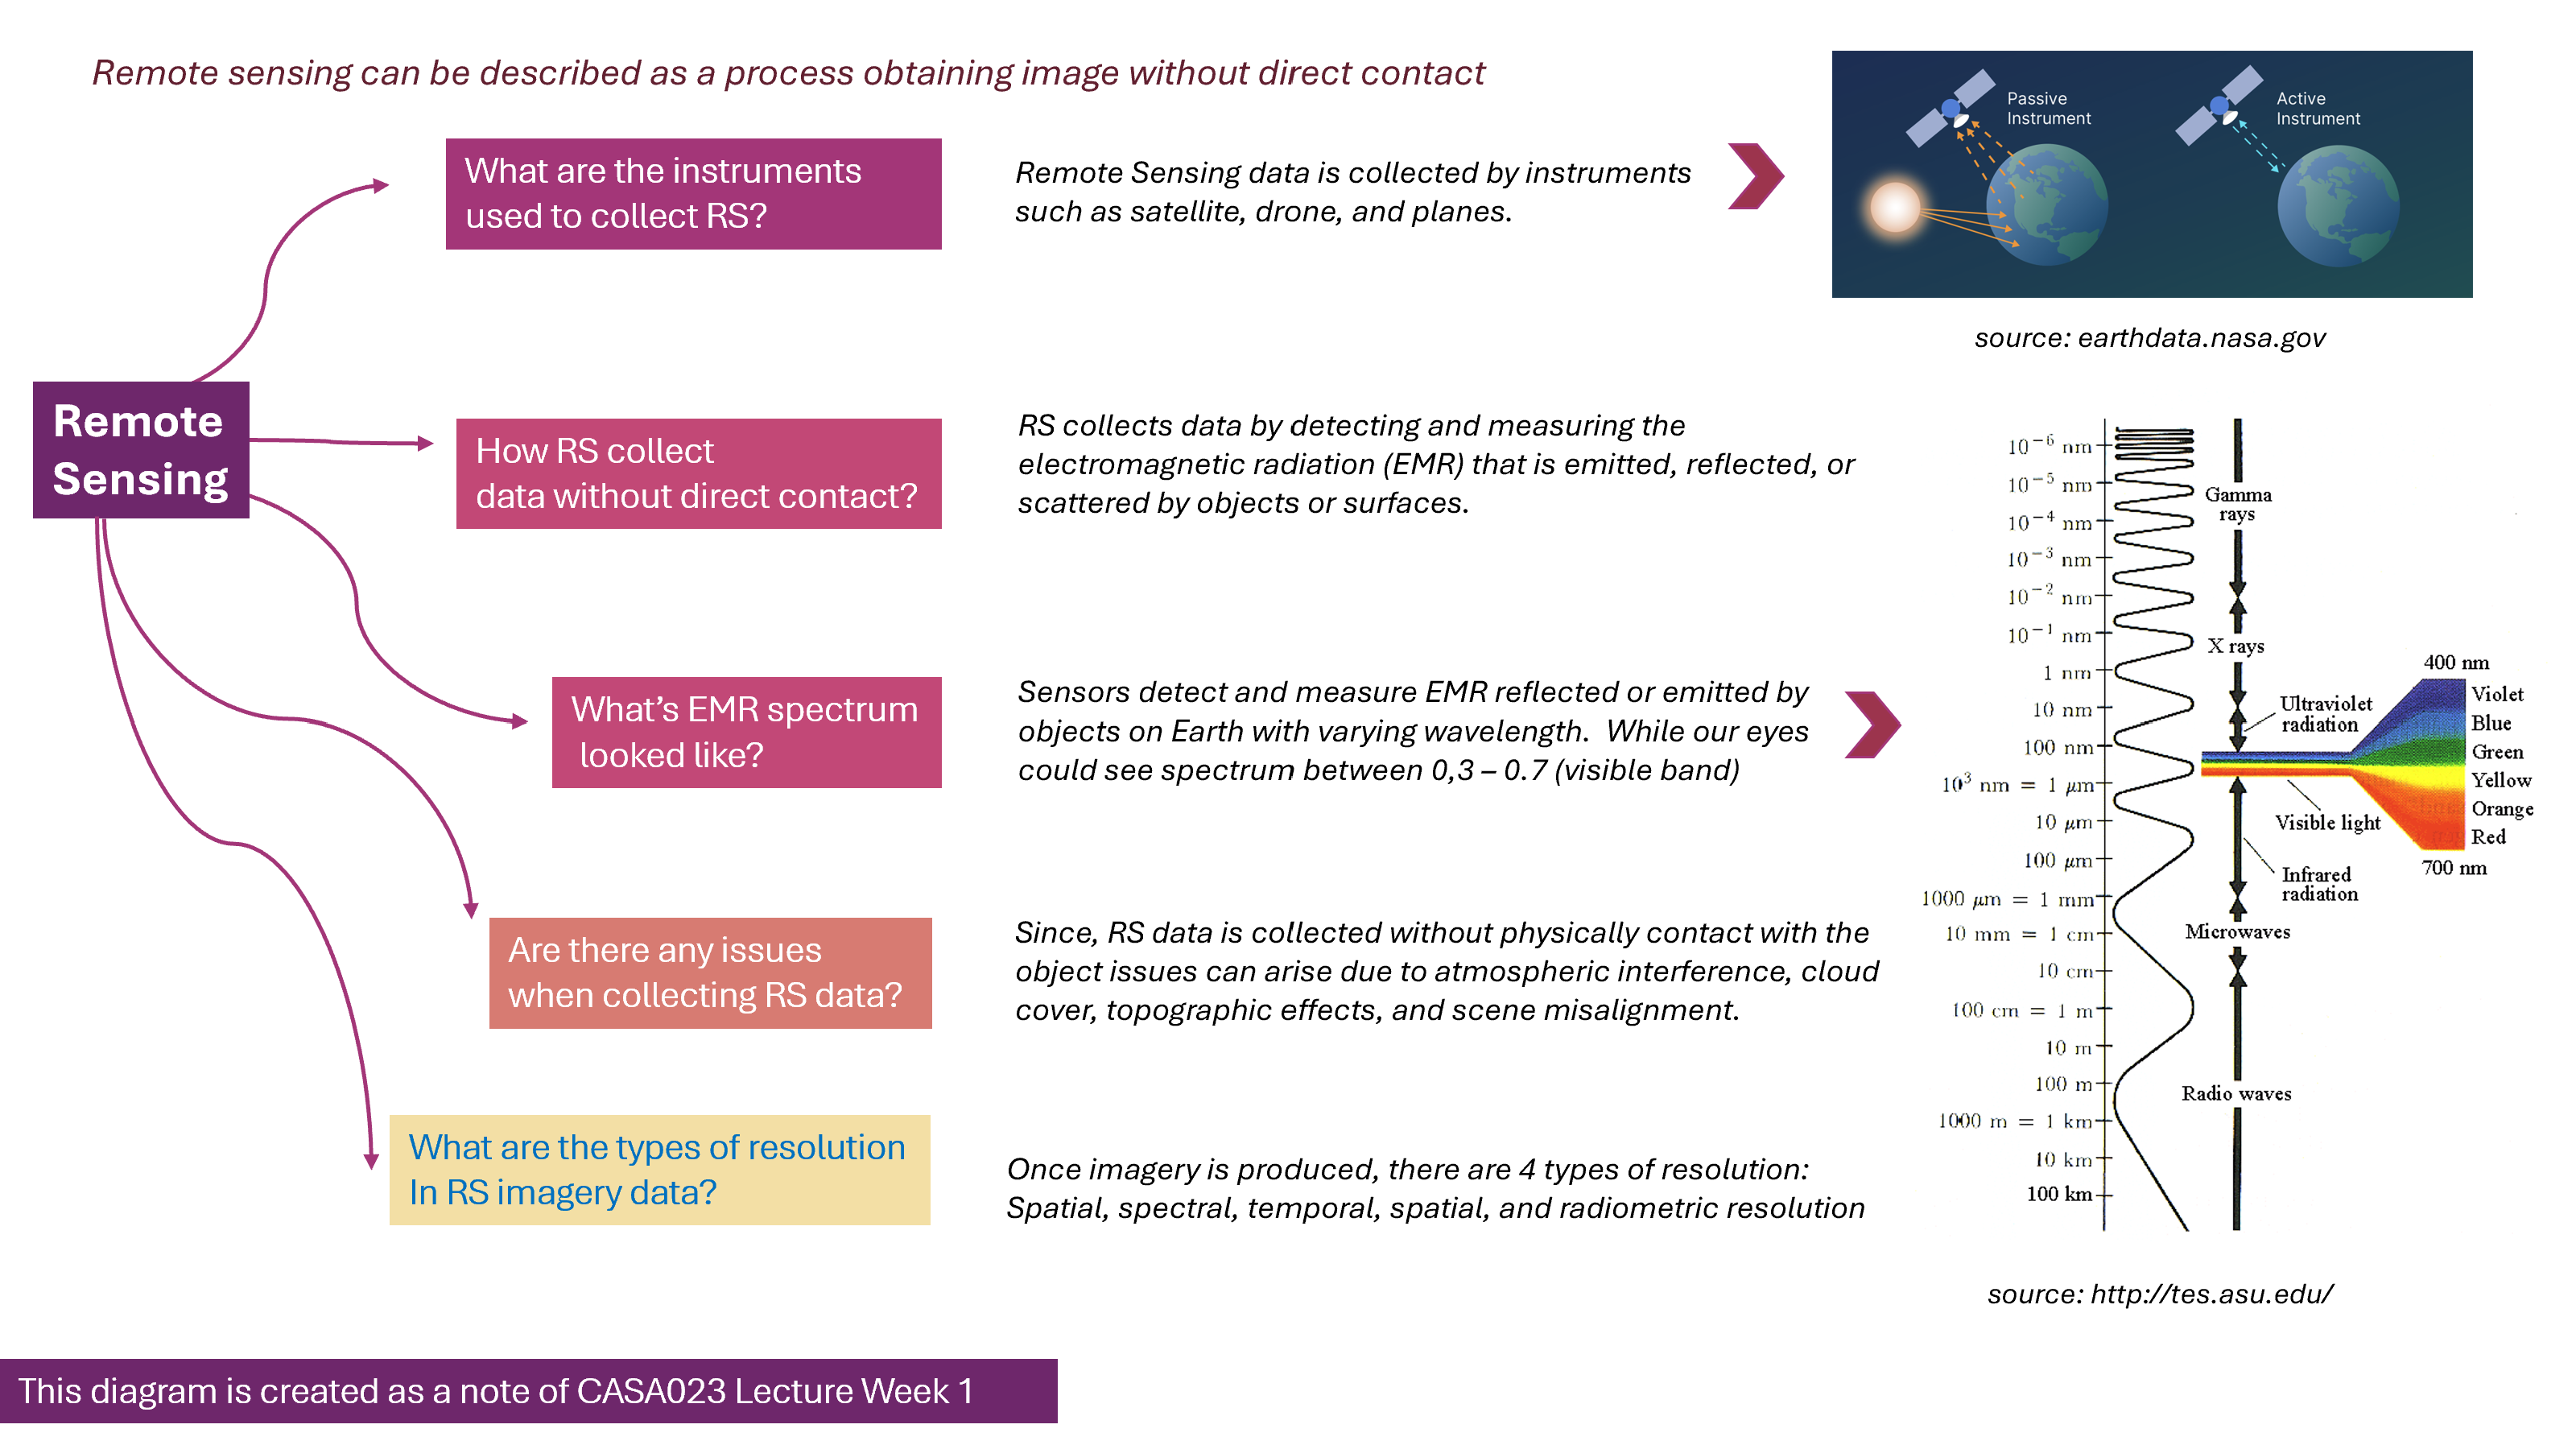 Remote sensing can be described as a process obtaining image without direct contact
Passive
Instrument
Active
Instrument
What are the instruments
used to collect RS?
Remote Sensing data is collected by instruments
such as satellite, drone, and planes.
source: earthdata.nasa.gov
Remote
Sensing
How RS collect
data without direct contact?
RS collects data by detecting and measuring the
electromagnetic radiation (EMR) that is emitted, reflected, or
scattered by objects or surfaces.
What's EMR spectrum
looked like?
Sensors detect and measure EMR reflected or emitted by
objects on Earth with varying wavelength. While our eyes
could see spectrum between 0,3 – 0.7 (visible band)
Are there any issues
when collecting RS data?
Since, RS data is collected without physically contact with the
object issues can arise due to atmospheric interference, cloud
cover, topographic effects, and scene misalignment.
What are the types of resolution
In RS imagery data?
Once imagery is produced, there are 4 types of resolution:
Spatial, spectral, temporal, spatial, and radiometric resolution
10⁻⁶ nm
10⁻⁵ nm
10⁻⁴ nm
10⁻³ nm
10⁻² nm
10⁻¹ nm
1 nm
10 nm
100 nm
10³ nm = 1 μm
10 μm
100 μm
1000 μm = 1 mm
10 mm = 1 cm
10 cm
100 cm = 1 m
10 m
100 m
1000 m = 1 km
10 km
100 km
Gamma
rays
X rays
Ultraviolet
radiation
Visible light
Infrared
radiation
Microwaves
Radio waves
400 nm
Violet
Blue
Green
Yellow
Orange
Red
700 nm
source: http://tes.asu.edu/
This diagram is created as a note of CASA023 Lecture Week 1